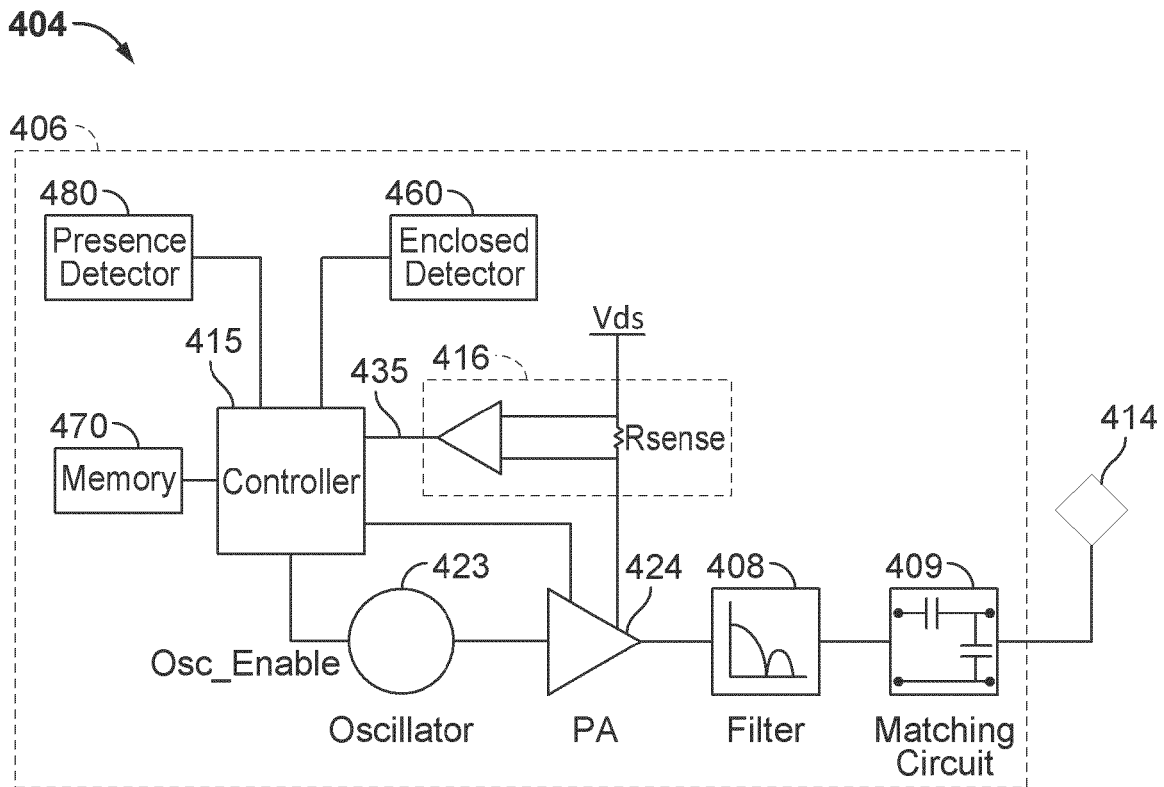 404
406
480
460
Presence
Detector
Enclosed
Detector
Vds
415
435
416
Rsense
470
Memory
Controller
414
423
424
408
409
Osc_Enable
Oscillator
PA
Filter
Matching
Circuit